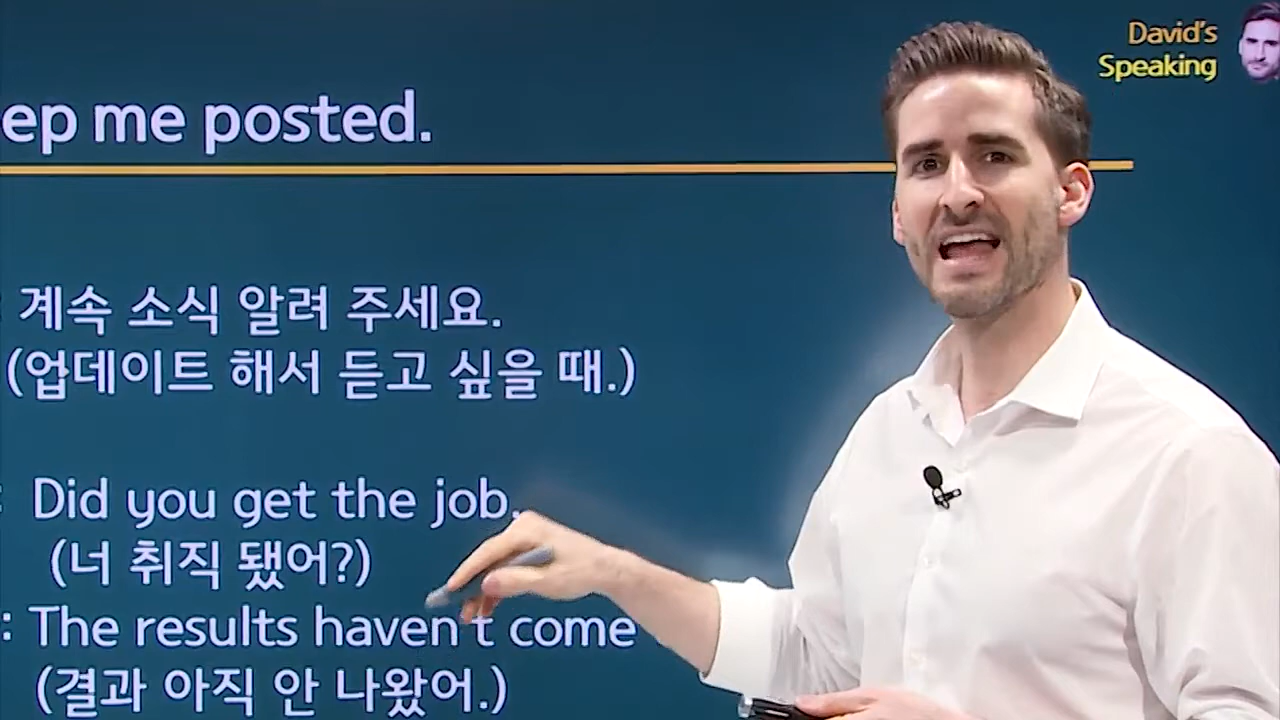 David's
Speaking
ep me posted.
: 계속 소식 알려 주세요.
(업데이트 해서 듣고 싶을 때.)
: Did you get the job.
(너 취직 됐어?)
: The results haven't come
(결과 아직 안 나왔어.)